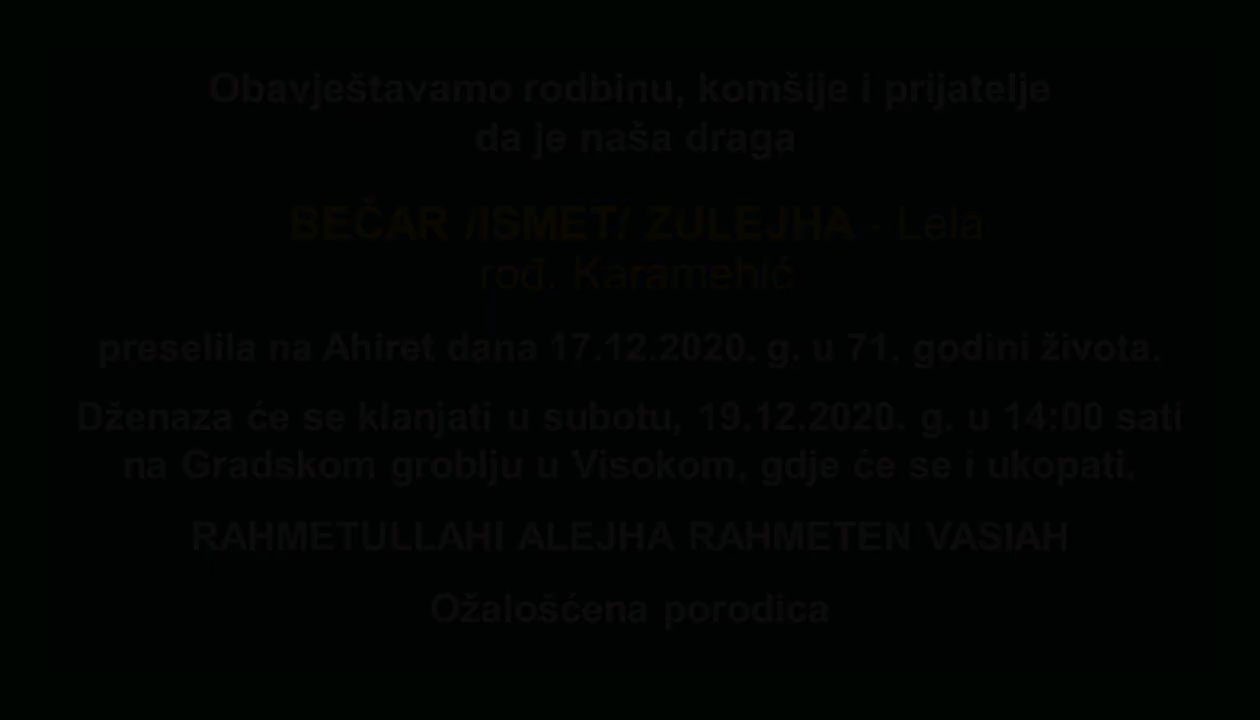 Obavještavamo rodbinu, komšije i prijatelje
da je naša draga
BEČAR /ISMET/ ZULEJHA - Lela
rođ. Karamehić
preselila na Ahiret dana 17.12.2020. g. u 71. godini života.
Dženaza će se klanjati u subotu, 19.12.2020. g. u 14:00 sati
na Gradskom groblju u Visokom, gdje će se i ukopati.
RAHMETULLAHI ALEJHA RAHMETEN VASIAH
Ožalošćena porodica